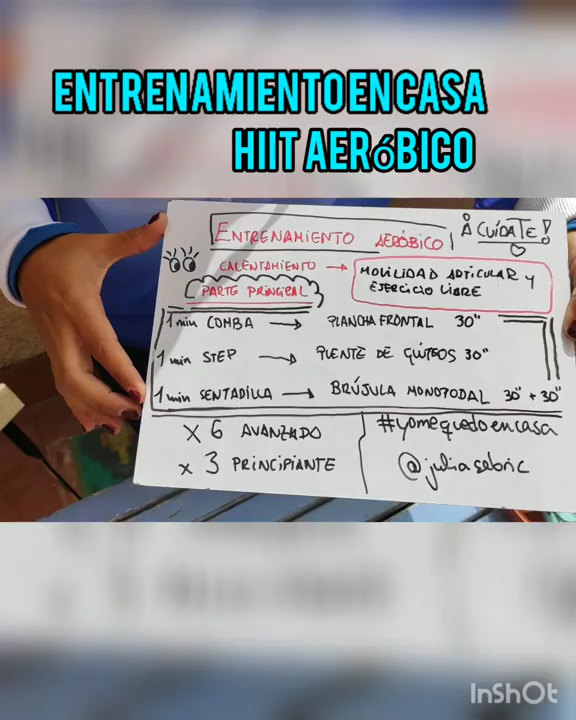 ENTRENAMIENTO EN CASA
HIIT AERóBICO
ENTRENAMIENTO AERÓBICO
¡CUÍDATE!
CALENTAMIENTO → MOVILIDAD ARTICULAR Y
EJERCICIO LIBRE
PARTE PRINCIPAL
1 min COMBA → PLANCHA FRONTAL 30"
1 min STEP → PUENTE DE GLÚTEOS 30"
1 min SENTADILLA → BRÚJULA MONOPODAL 30" + 30"
X 6 AVANZADO
x 3 PRINCIPIANTE
#yomequedoencasa
@juliasebric
InShOt